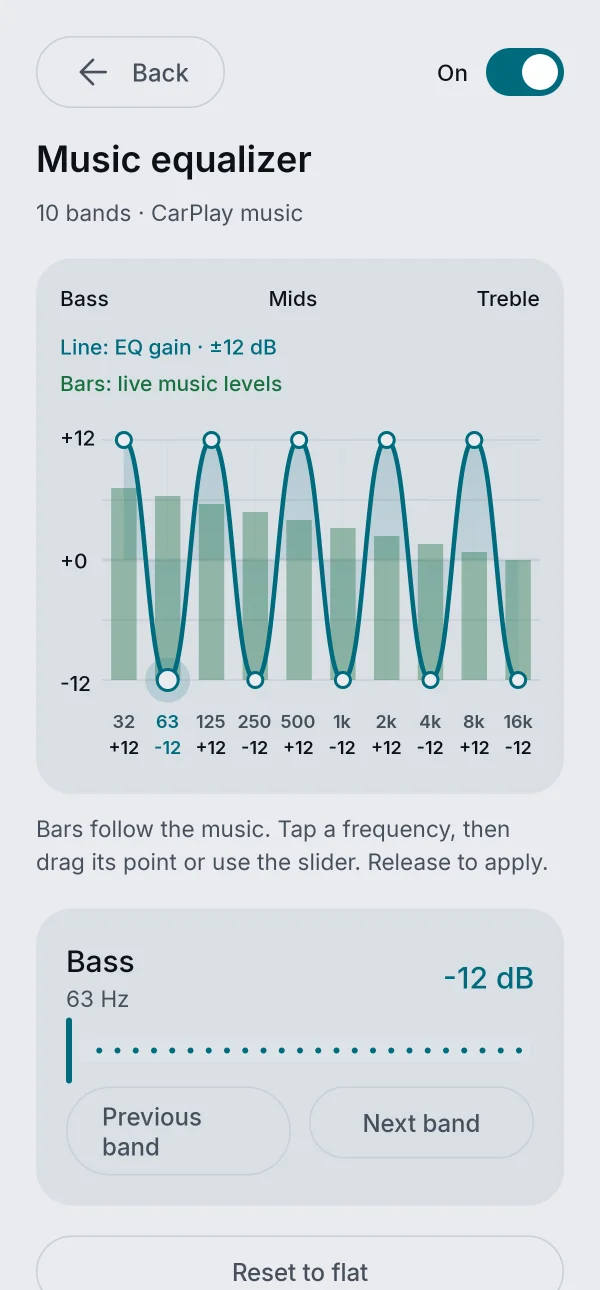 Back
On
Music equalizer
10 bands · CarPlay music
Bass Mids Treble
Line: EQ gain · ±12 dB
Bars: live music levels
+12
+0
-12
32 63 125 250 500 1k 2k 4k 8k 16k
+12 -12 +12 -12 +12 -12 +12 -12 +12 -12
Bars follow the music. Tap a frequency, then
drag its point or use the slider. Release to apply.
Bass
-12 dB
63 Hz
Previous
band
Next band
Reset to flat